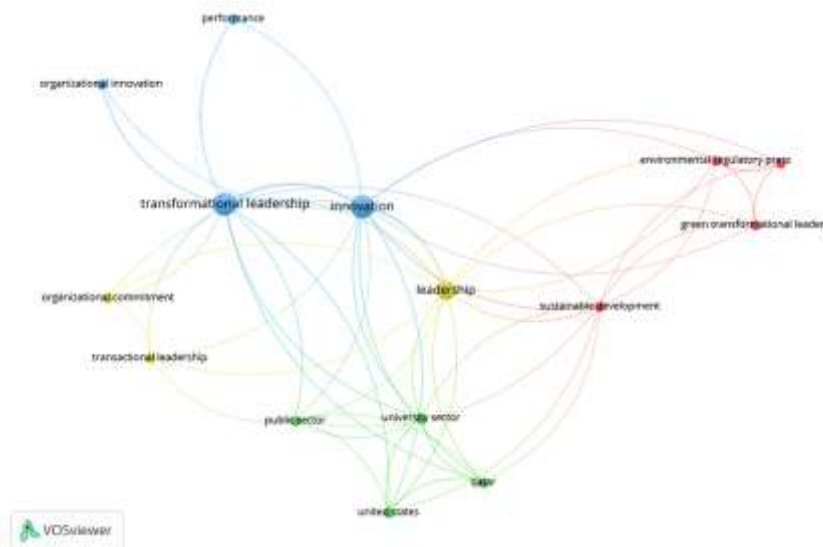 performance
organizational innovation
environmental regulatory press
transformational leadership
innovation
green transformational leader
organizational commitment
leadership
sustainable development
transactional leadership
public sector
university sector
qatar
united states
VOSviewer